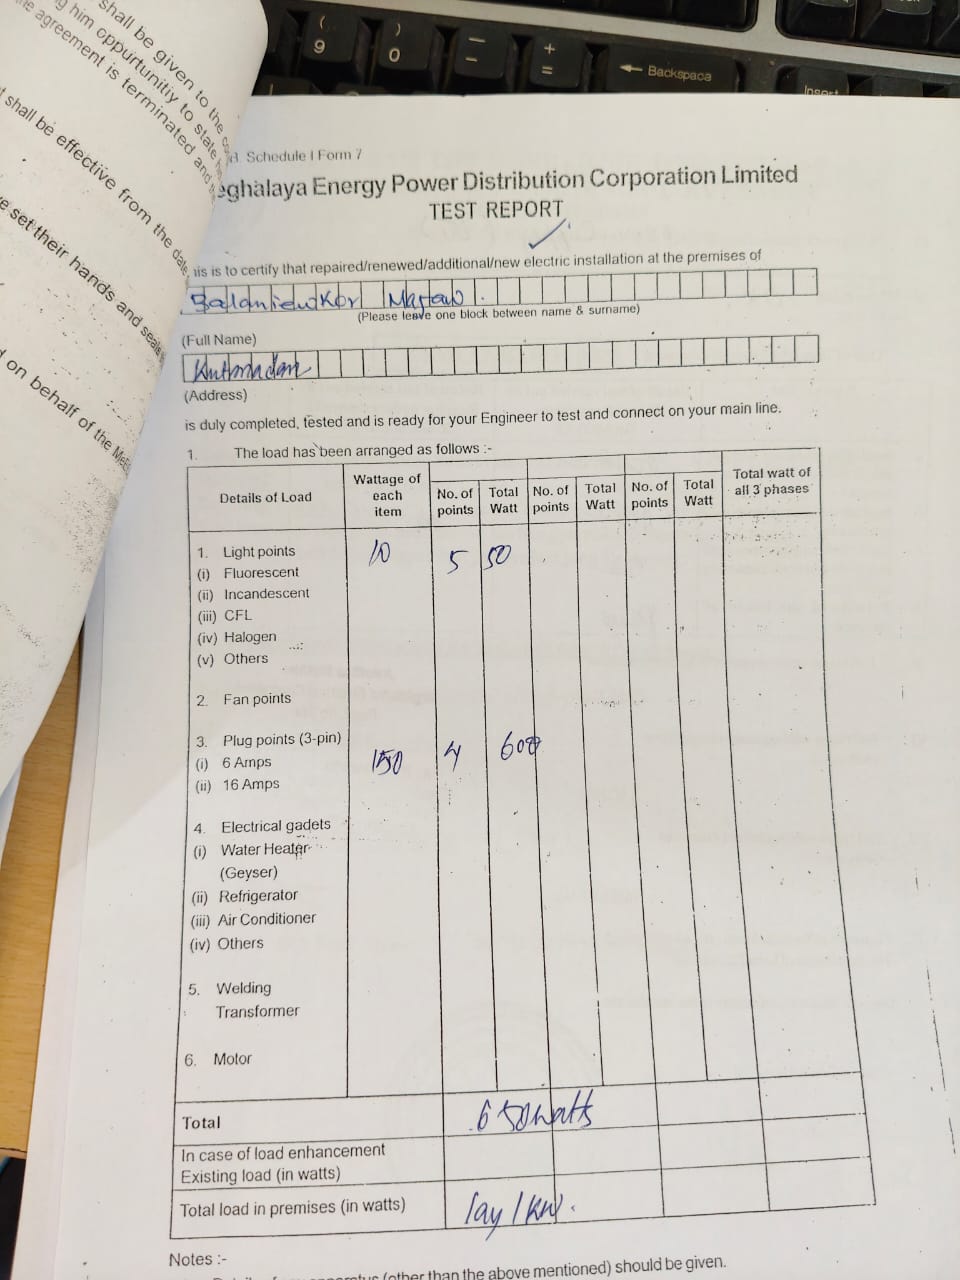 shall be given to the
g him oppurtunitiy to state
agreement is terminated and
shall be effective from the date
set their hands and seals
on behalf of the
( 9
) 0
_ -
+ =
← Backspace
Insert
Schedule I Form 7
eghalaya Energy Power Distribution Corporation Limited
TEST REPORT
his is to certify that repaired/renewed/additional/new electric installation at the premises of
(Please leave one block between name & surname)
(Full Name)
(Address)
is duly completed, tested and is ready for your Engineer to test and connect on your main line.
1. The load has been arranged as follows :-
Details of Load Wattage of each item No. of points Total Watt No. of points Total Watt No. of points Total Watt Total watt of all 3 phases
1. Light points 10 5 50
(i) Fluorescent
(ii) Incandescent
(iii) CFL
(iv) Halogen
(v) Others
2. Fan points
3. Plug points (3-pin)
(i) 6 Amps 150 4 600
(ii) 16 Amps
4. Electrical gadets
(i) Water Heater
(Geyser)
(ii) Refrigerator
(iii) Air Conditioner
(iv) Others
5. Welding
Transformer
6. Motor
Total 650 watts
In case of load enhancement
Existing load (in watts)
Total load in premises (in watts) lay 1 kw.
Notes :-
(other than the above mentioned) should be given.